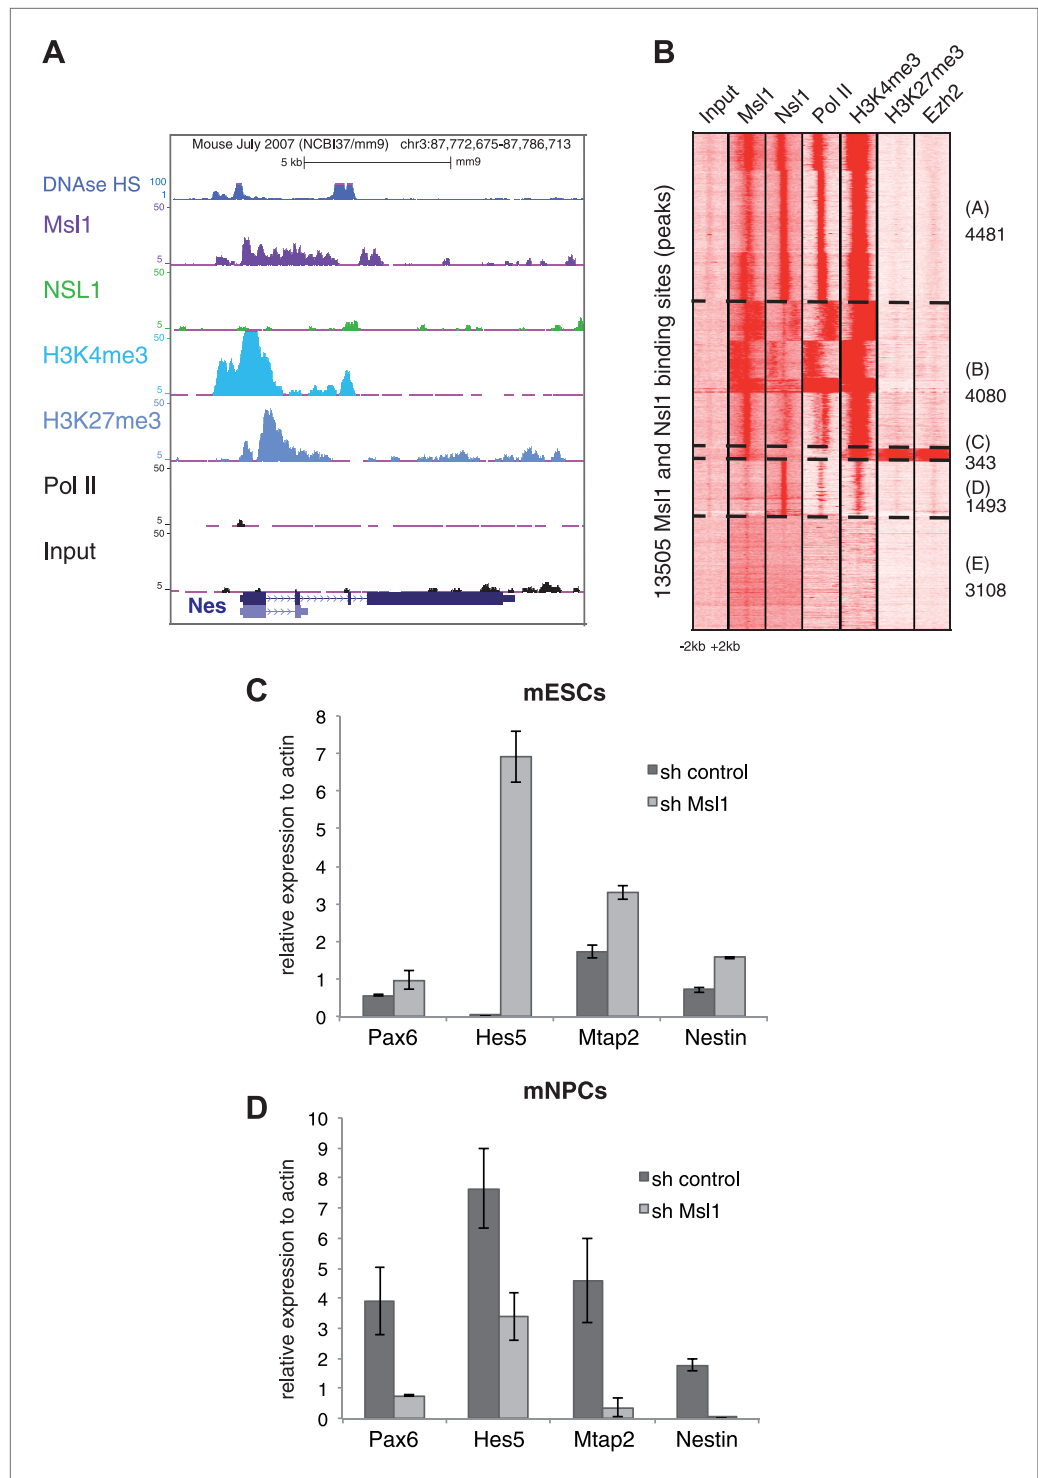 A
Mouse July 2007 (NCBI37/mm9) chr3:87,772,675-87,786,713
5 kb mm9
DNAse HS 100
1
Msl1 50
5
NSL1 50
5
H3K4me3 50
5
H3K27me3 50
5
Pol II 50
5
Input 50
5
Nes
B
Input Msl1 Nsl1 Pol II H3K4me3 H3K27me3 Ezh2
13505 Msl1 and Nsl1 binding sites (peaks)
(A)
4481
(B)
4080
(C)
343
(D)
1493
(E)
3108
-2kb +2kb
C
mESCs
relative expression to actin
8
7
6
5
4
3
2
1
0
sh control
sh Msl1
Pax6 Hes5 Mtap2 Nestin
D
mNPCs
relative expression to actin
10
9
8
7
6
5
4
3
2
1
0
sh control
sh Msl1
Pax6 Hes5 Mtap2 Nestin